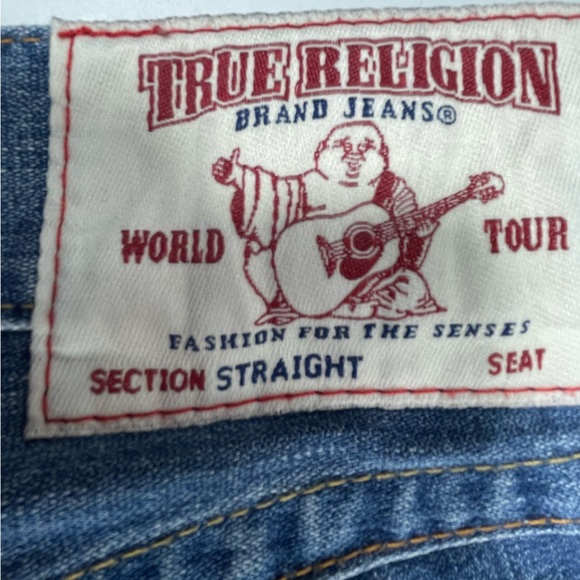 TRUE RELIGION
BRAND JEANS®
WORLD TOUR
FASHION FOR THE SENSES
SECTION STRAIGHT SEAT